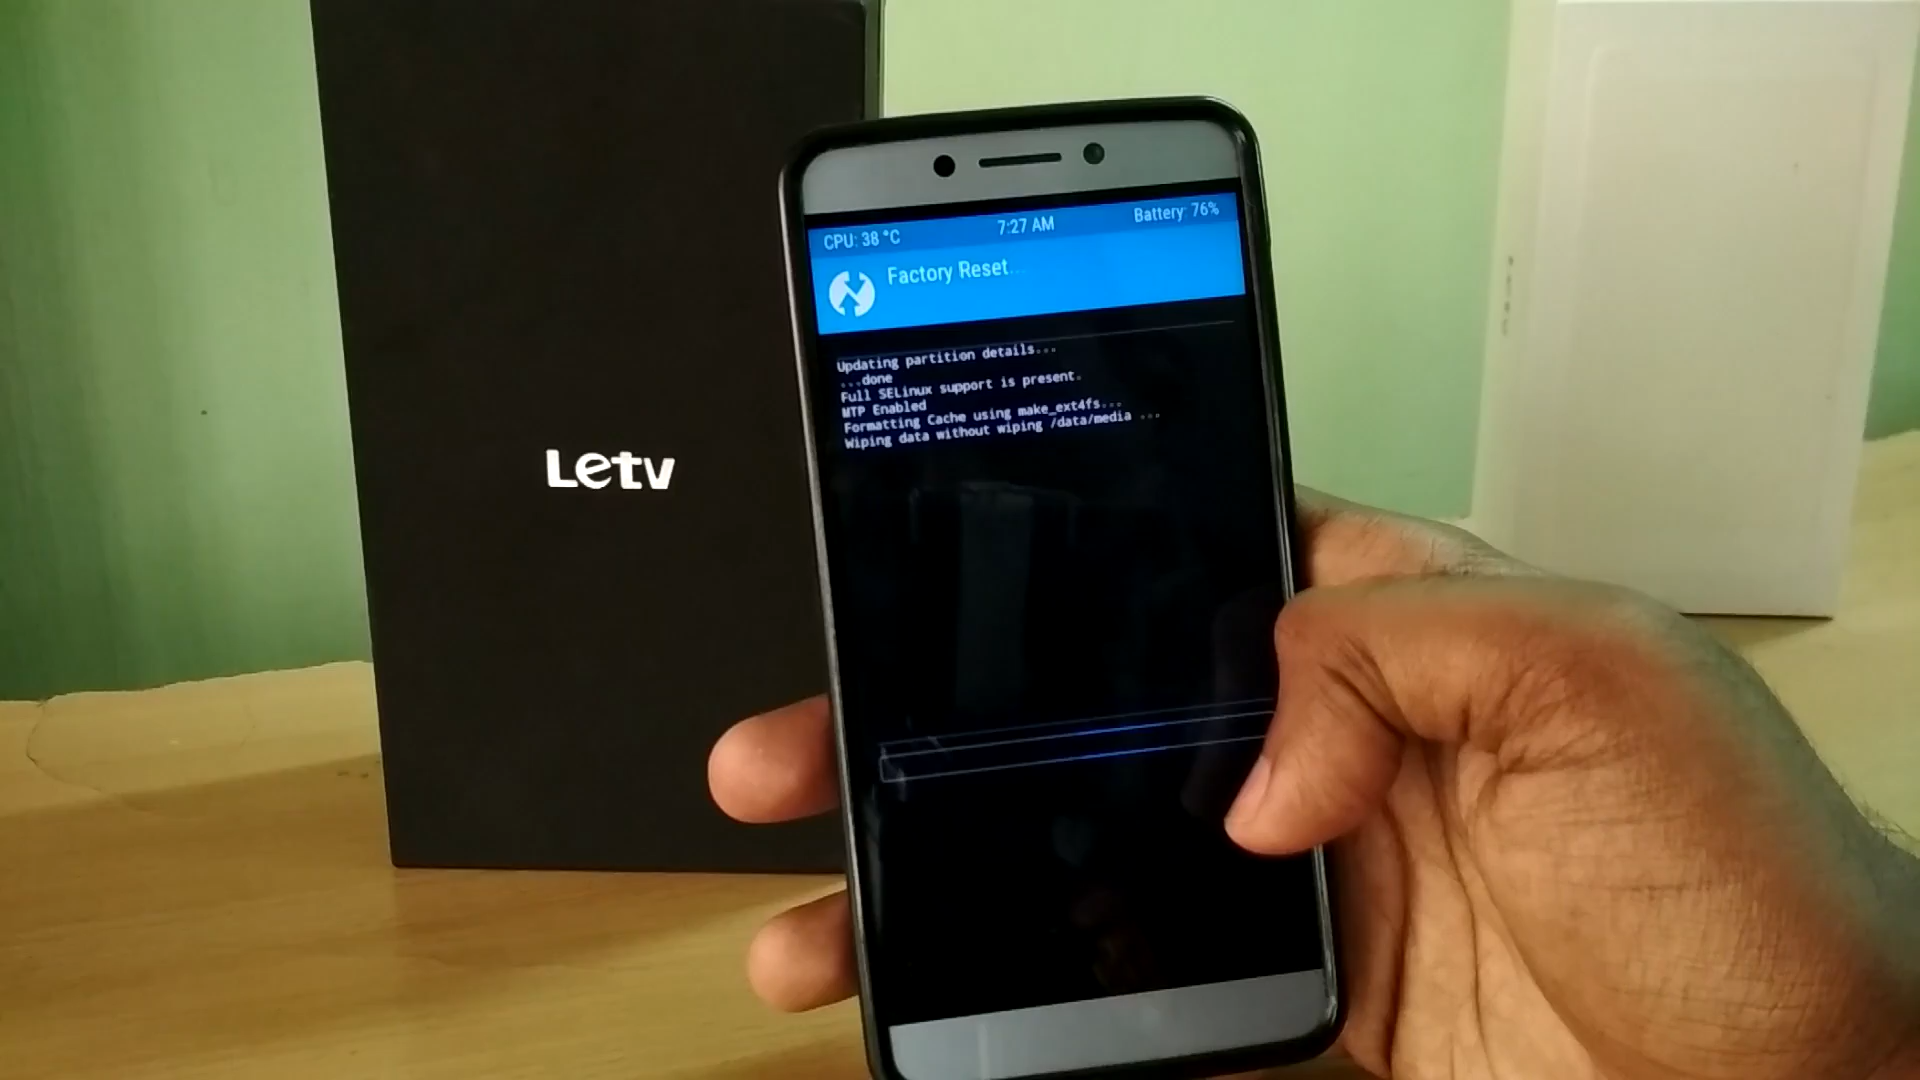 Letv
CPU: 38 °C 7:27 AM Battery: 76%
Factory Reset...
Updating partition details...
...done
Full SELinux support is present.
MTP Enabled
Formatting Cache using make_ext4fs...
Wiping data without wiping /data/media ...